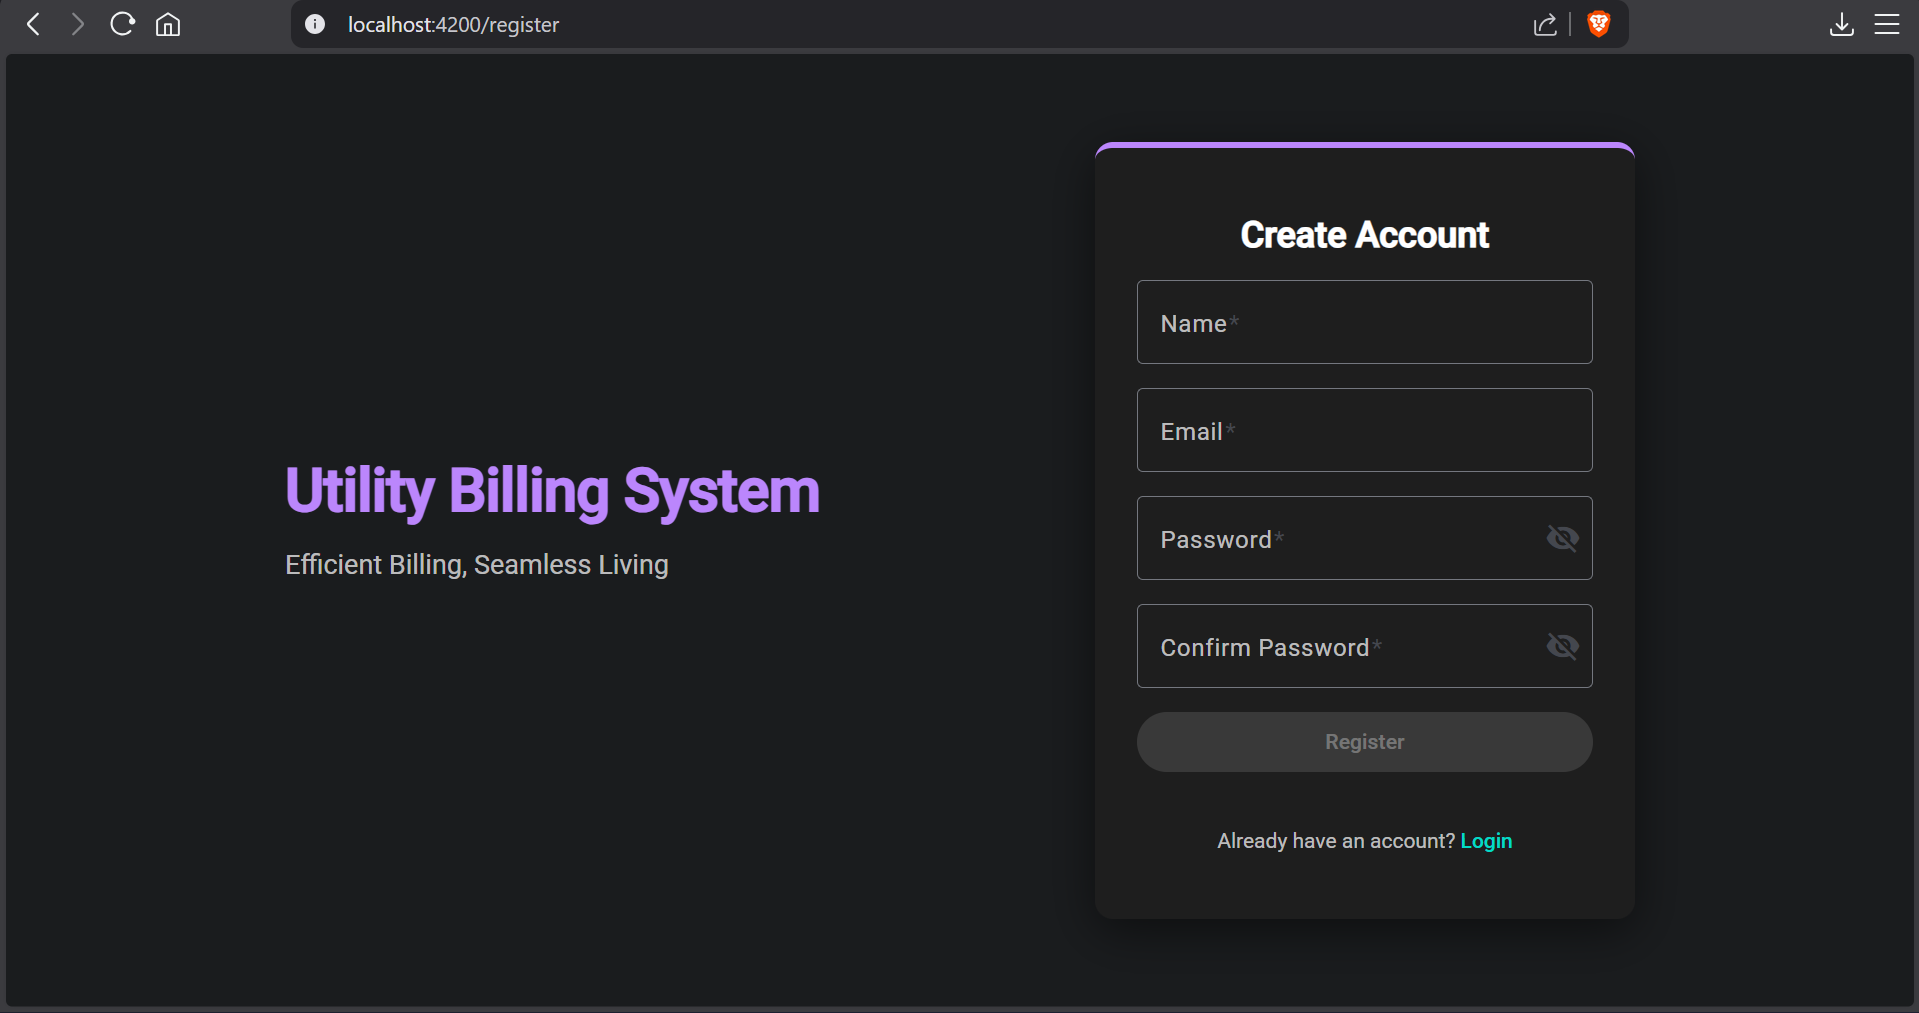 localhost:4200/register
Utility Billing System
Efficient Billing, Seamless Living
Create Account
Name*
Email*
Password*
Confirm Password*
Register
Already have an account? Login